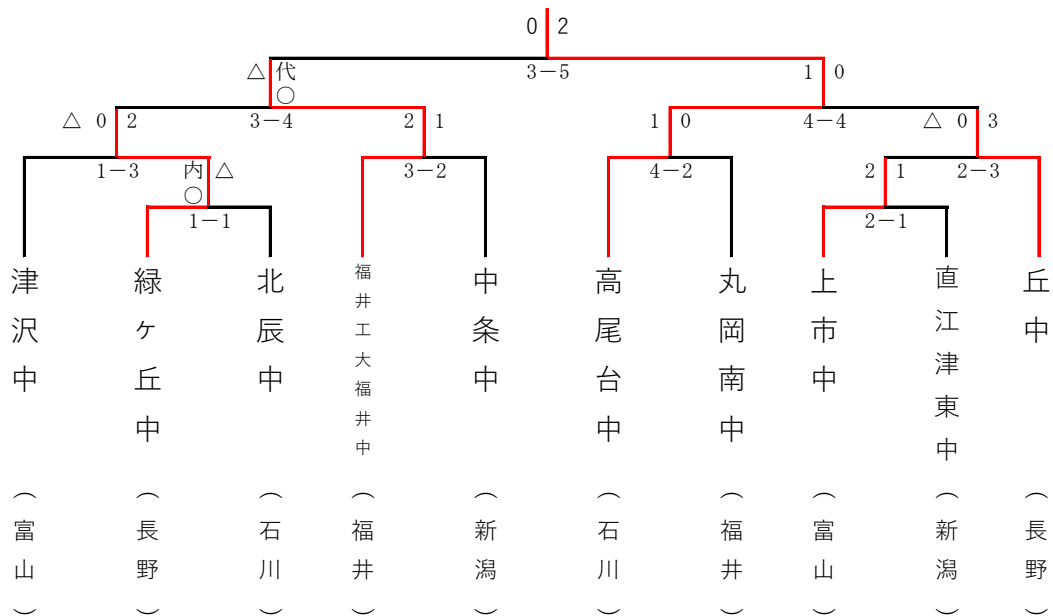 0 2
3－5
△ 代 ○
1 0
△ 0 2
3－4
2 1
1 0
4－4
△ 0 3
1－3
内 ○ △
3－2
4－2
2 1
2－3
1－1
2－1
津沢中
緑ヶ丘中
北辰中
福井工大福井中
中条中
高尾台中
丸岡南中
上市中
直江津東中
丘中
（富山）
（長野）
（石川）
（福井）
（新潟）
（石川）
（福井）
（富山）
（新潟）
（長野）